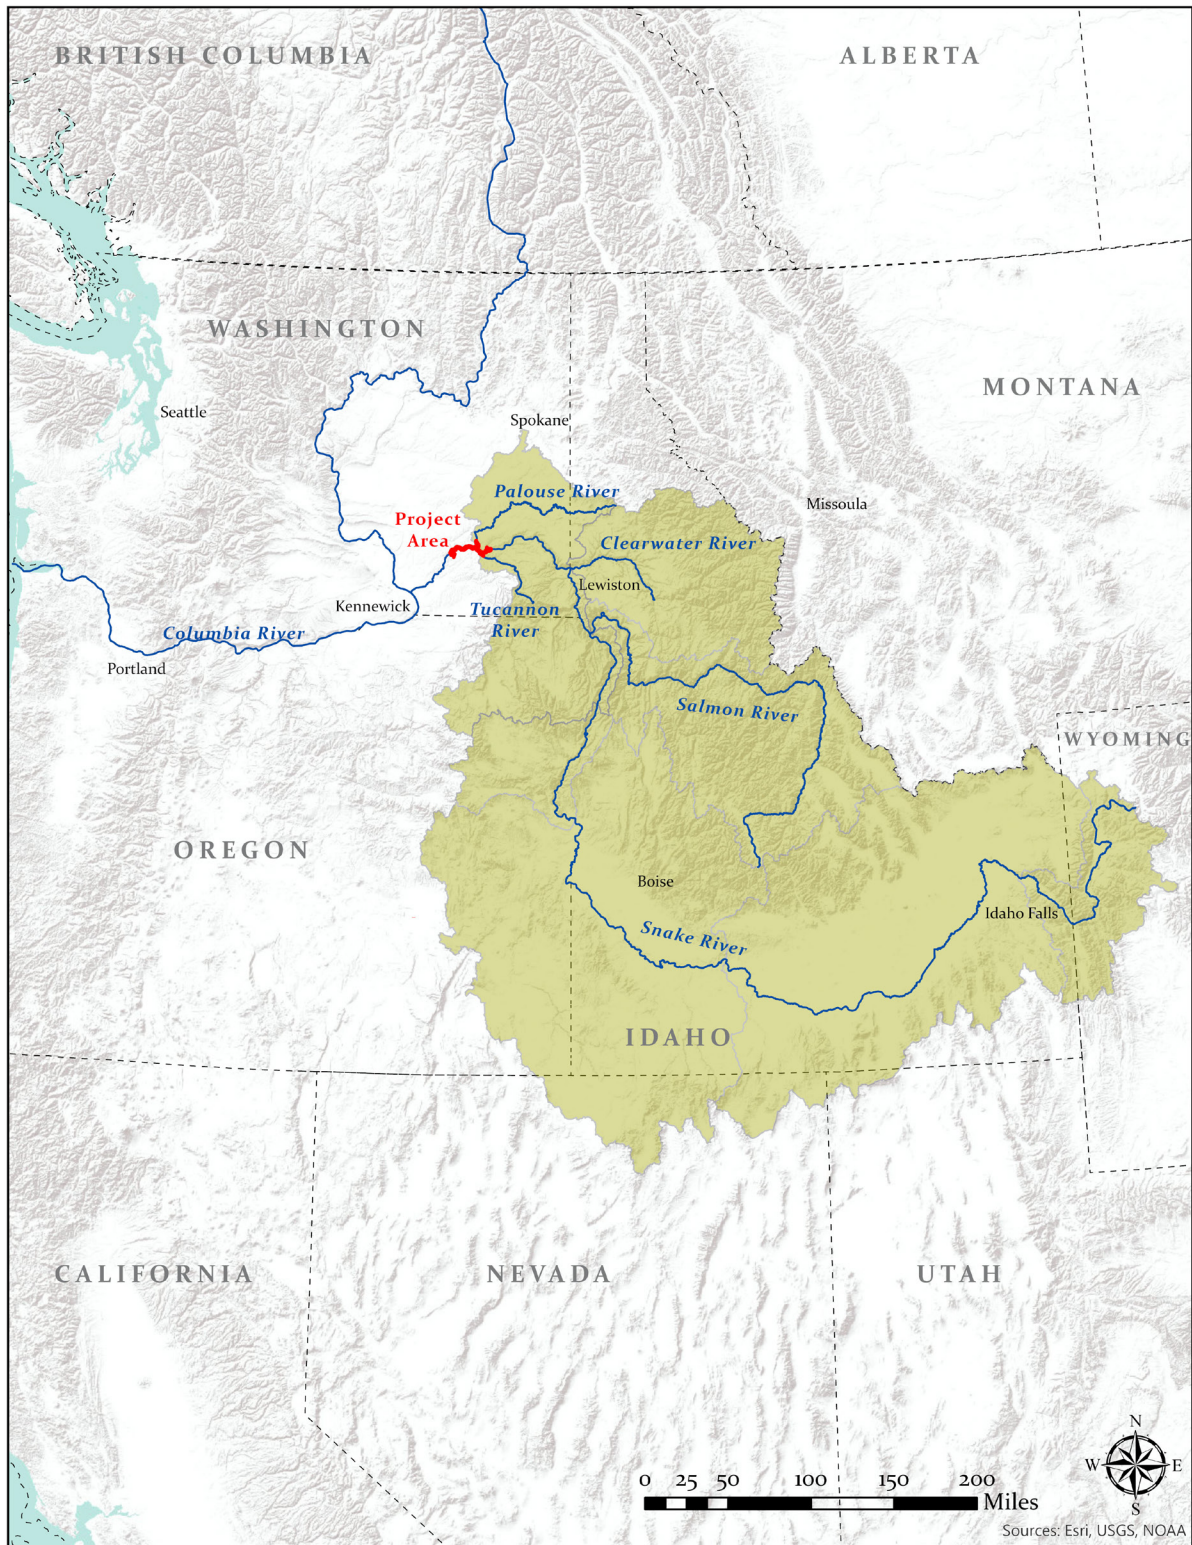 BRITISH COLUMBIA
ALBERTA
WASHINGTON
MONTANA
Seattle
Spokane
Palouse River
Missoula
Project
Area
Clearwater River
Lewiston
Kennewick
Tucannon
River
Columbia River
Portland
Salmon River
WYOMING
OREGON
Boise
Idaho Falls
Snake River
IDAHO
CALIFORNIA
NEVADA
UTAH
N
W E
S
0 25 50 100 150 200
Miles
Sources: Esri, USGS, NOAA